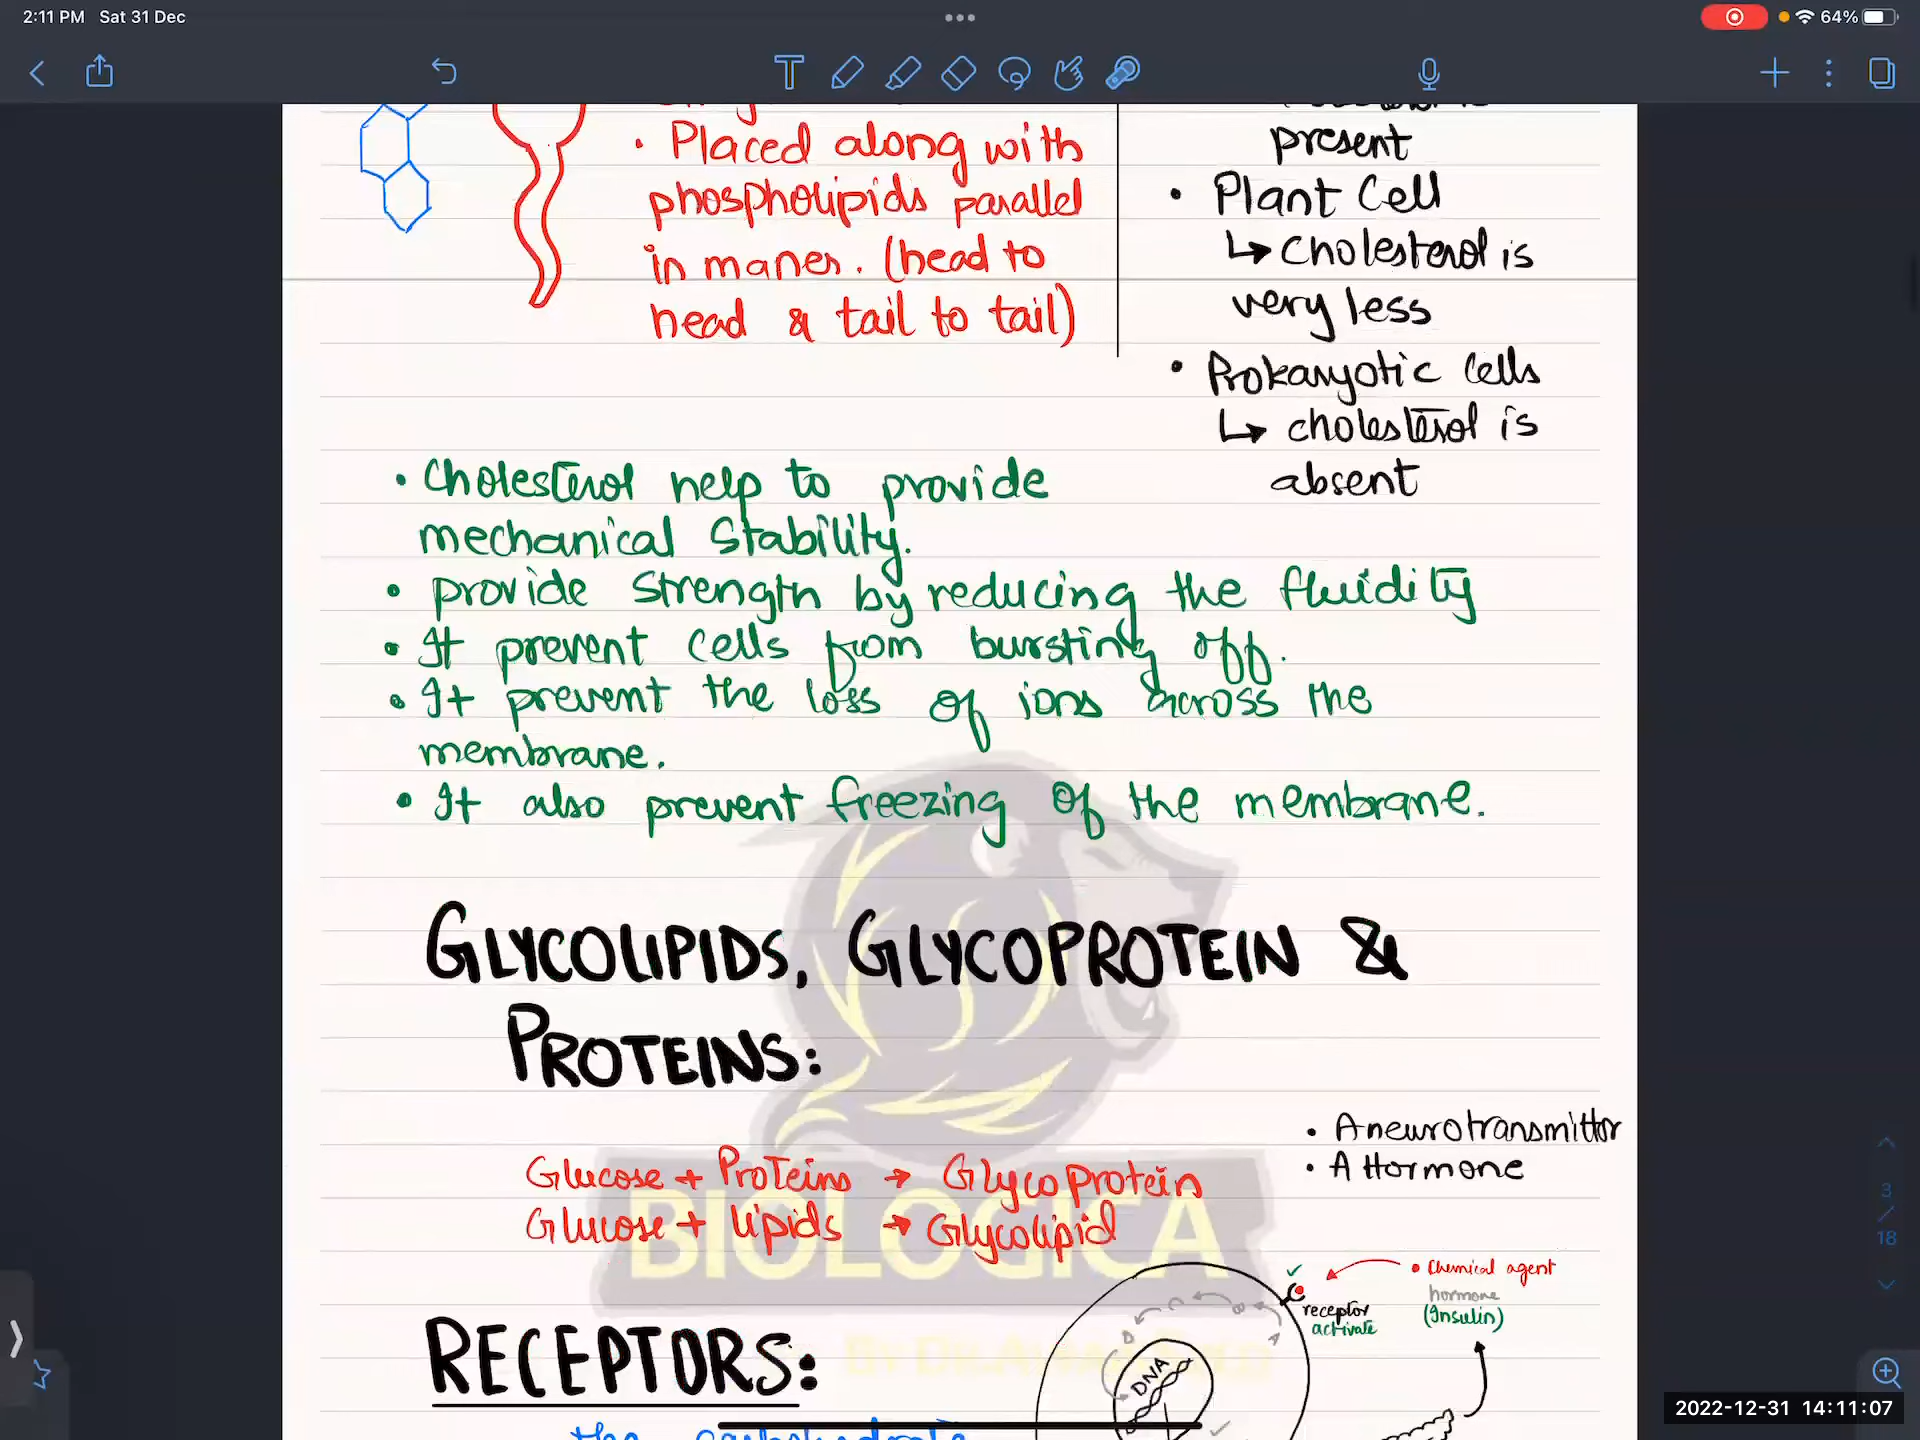 2:11 PM Sat 31 Dec
64%
• Placed along with
phospholipids parallel
in maner. (head to
head & tail to tail)
present
• Plant Cell
↳ Cholesterol is
very less
• Prokaryotic Cells
↳ cholesterol is
absent
• Cholesterol help to provide
mechanical Stability.
• provide Strength by reducing the fluidity
• It prevent cells from bursting off.
• It prevent the loss of ions across the
membrane.
• It also prevent freezing of the membrane.
GLYCOLIPIDS, GLYCOPROTEIN &
PROTEINS:
• A neurotransmittor
• A Hormone
Glucose + Proteins → Glycoprotein
Glucose + lipids → Glycolipid
BIOLOGICA
• Chemical agent
hormone
(Insulin)
receptor
activate
A
B
C
D
DNA
RECEPTORS:
the carbohydrate
3
/
18
2022-12-31 14:11:07